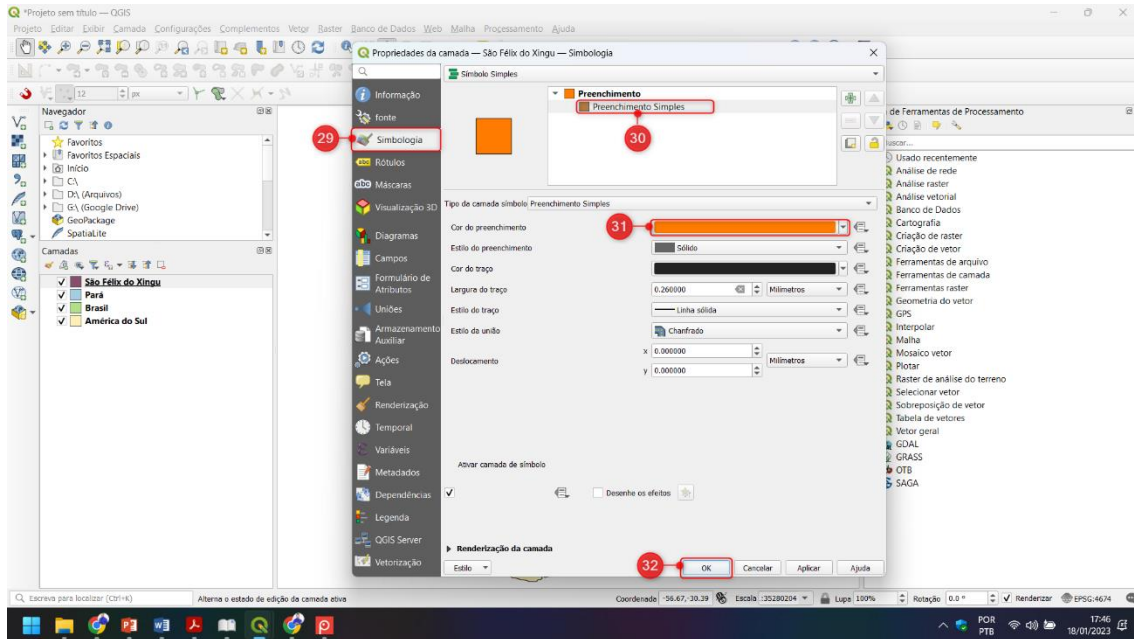 *Projeto sem título — QGIS
Projeto Editar Exibir Camada Configurações Complementos Vetor Raster Banco de Dados Web Malha Processamento Ajuda
12 px
Navegador
Favoritos
Favoritos Espaciais
Início
C:\
D:\ (Arquivos)
G:\ (Google Drive)
GeoPackage
SpatiaLite
Camadas
São Félix do Xingu
Pará
Brasil
América do Sul
Propriedades da camada — São Félix do Xingu — Simbologia
Informação
fonte
29
Simbologia
Rótulos
Máscaras
Visualização 3D
Diagramas
Campos
Formulário de Atributos
Uniões
Armazenamento Auxiliar
Ações
Tela
Renderização
Temporal
Variáveis
Metadados
Dependências
Legenda
QGIS Server
Vetorização
Símbolo Simples
Preenchimento
Preenchimento Simples
30
Tipo da camada símbolo Preenchimento Simples
Cor do preenchimento
31
Estilo do preenchimento Sólido
Cor do traço
Largura do traço 0.260000 Milímetros
Estilo do traço Linha sólida
Estilo da união Chanfrado
Deslocamento
x 0.000000
y 0.000000
Milímetros
Ativar camada de símbolo
Desenhe os efeitos
Renderização da camada
Estilo
32
OK Cancelar Aplicar Ajuda
de Ferramentas de Processamento
Usado recentemente
Análise de rede
Análise raster
Análise vetorial
Banco de Dados
Cartografia
Criação de raster
Criação de vetor
Ferramentas de arquivo
Ferramentas de camada
Ferramentas raster
Geometria do vetor
GPS
Interpolar
Malha
Mosaico vetor
Plotar
Raster de análise do terreno
Selecionar vetor
Sobreposição de vetor
Tabela de vetores
Vetor geral
GDAL
GRASS
OTB
SAGA
Escreva para localizar (Ctrl+K) Alterna o estado de edição da camada ativa Coordenada -56.67,-30.39 Escala :35280204 Lupa 100% Rotação 0,0 ° Renderizar EPSG:4674
POR
PTB
17:46
18/01/2023